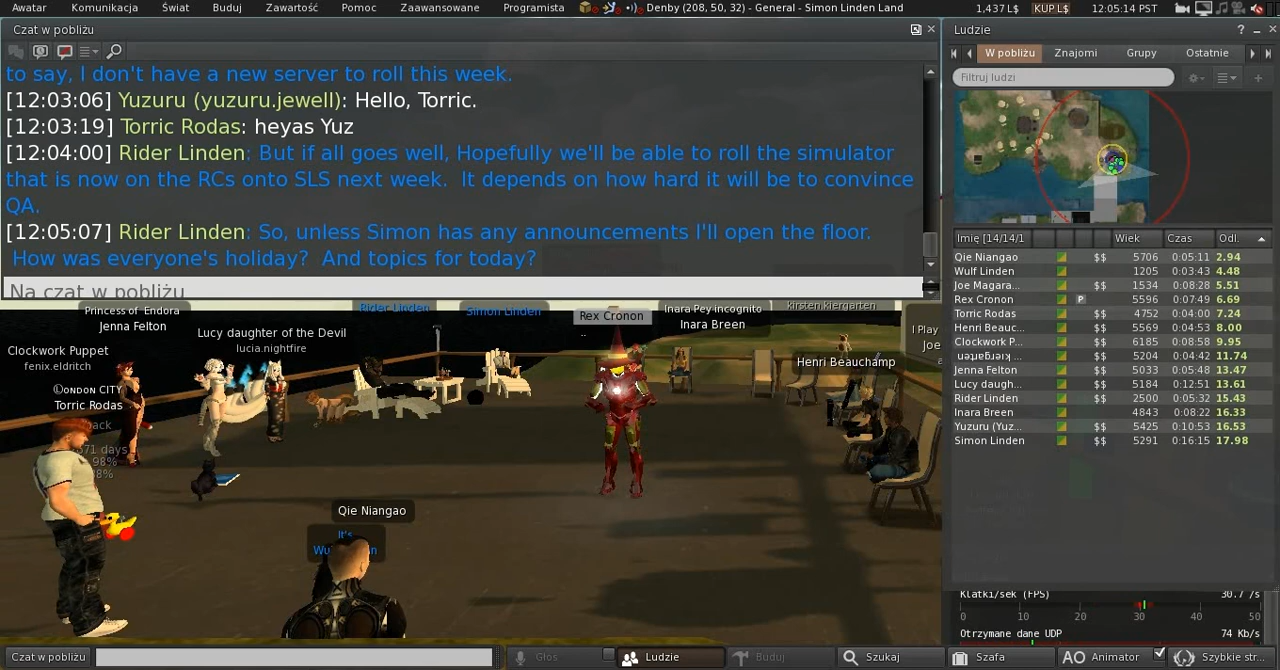 Awatar Komunikacja Świat Buduj Zawartość Pomoc Zaawansowane Programista Denby (208, 50, 32) - General - Simon Linden Land 1,437 L$ KUP L$ 12:05:14 PST
Czat w pobliżu
to say, I don't have a new server to roll this week.
[12:03:06] Yuzuru (yuzuru.jewell): Hello, Torric.
[12:03:19] Torric Rodas: heyas Yuz
[12:04:00] Rider Linden: But if all goes well, Hopefully we'll be able to roll the simulator
that is now on the RCs onto SLS next week.  It depends on how hard it will be to convince
QA.
[12:05:07] Rider Linden: So, unless Simon has any announcements I'll open the floor.
How was everyone's holiday?  And topics for today?
Na czat w pobliżu
Princess of Endora
Jenna Felton
Rider Linden
Simon Linden
Rex Cronon
..
Inara Pey incognito
Inara Breen
kirsten kiergarten
I Play
Joe
Lucy daughter of the Devil
lucia.nightfire
Clockwork Puppet
fenix.eldritch
Henri Beauchamp
ⓁONDON CITY
Torric Rodas
back
days
98%
Qie Niangao
It's
Ludzie
W pobliżu Znajomi Grupy Ostatnie
Filtruj ludzi
Imię [14/14/1 Wiek Czas Odl.
Qie Niangao $$ 5706 0:05:11 2.94
Wulf Linden 1205 0:03:43 4.48
Joe Magara... $$ 1534 0:08:28 5.51
Rex Cronon P 5596 0:07:49 6.69
Torric Rodas $$ 4752 0:04:00 7.24
Henri Beauc... $$ 5569 0:04:53 8.00
Clockwork P... $$ 6185 0:08:58 9.95
$$ 5204 0:04:42 11.74
Jenna Felton $$ 5033 0:05:48 13.47
Lucy daugh... $$ 5184 0:12:51 13.61
Rider Linden $$ 2500 0:05:32 15.43
Inara Breen 4843 0:08:22 16.33
Yuzuru (Yuz... $$ 5425 0:10:53 16.53
Simon Linden $$ 5291 0:16:15 17.98
Klatki/sek (FPS) 30.7 /s
0 10 20 30 40 50
Otrzymane dane UDP 74 Kb/s
Czat w pobliżu Głos Ludzie Buduj Szukaj Szafa AO Animator Szybkie str...